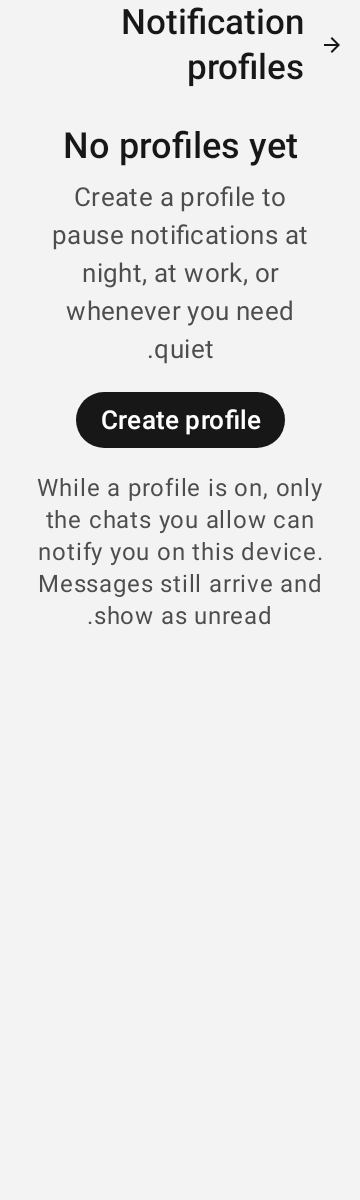 Notification
profiles
No profiles yet
Create a profile to
pause notifications at
night, at work, or
whenever you need
.quiet
Create profile
While a profile is on, only
the chats you allow can
notify you on this device.
Messages still arrive and
.show as unread